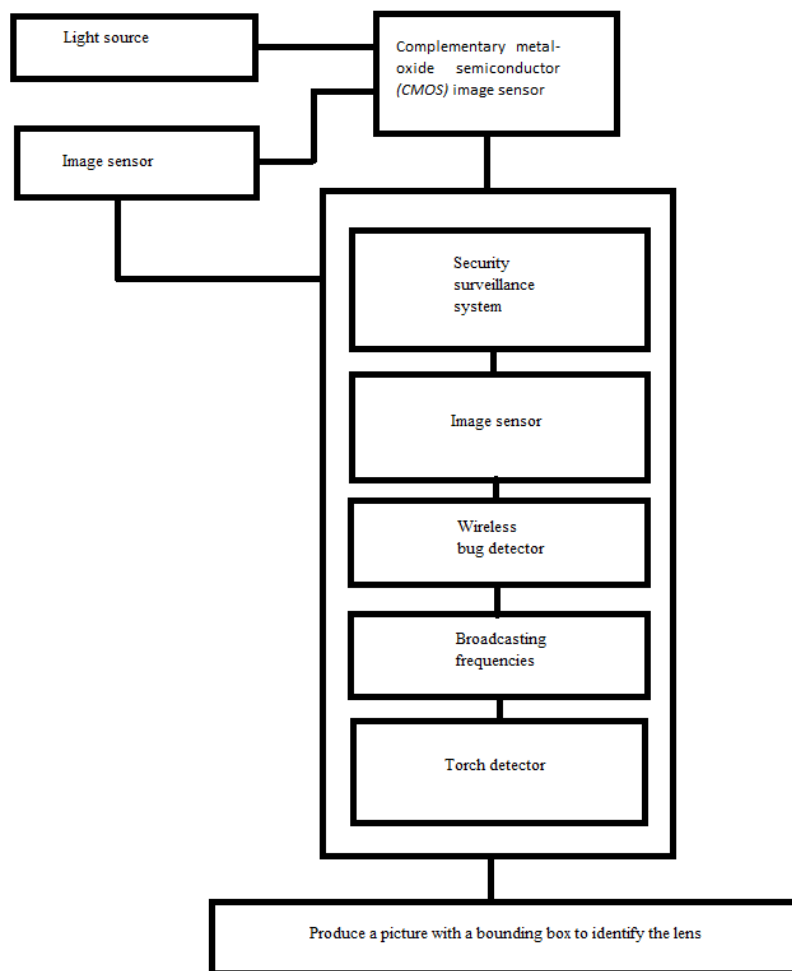 Light source
Complementary metal-
oxide semiconductor
(CMOS) image sensor
Image sensor
Security
surveillance
system
Image sensor
Wireless
bug detector
Broadcasting
frequencies
Torch detector
Produce a picture with a bounding box to identify the lens